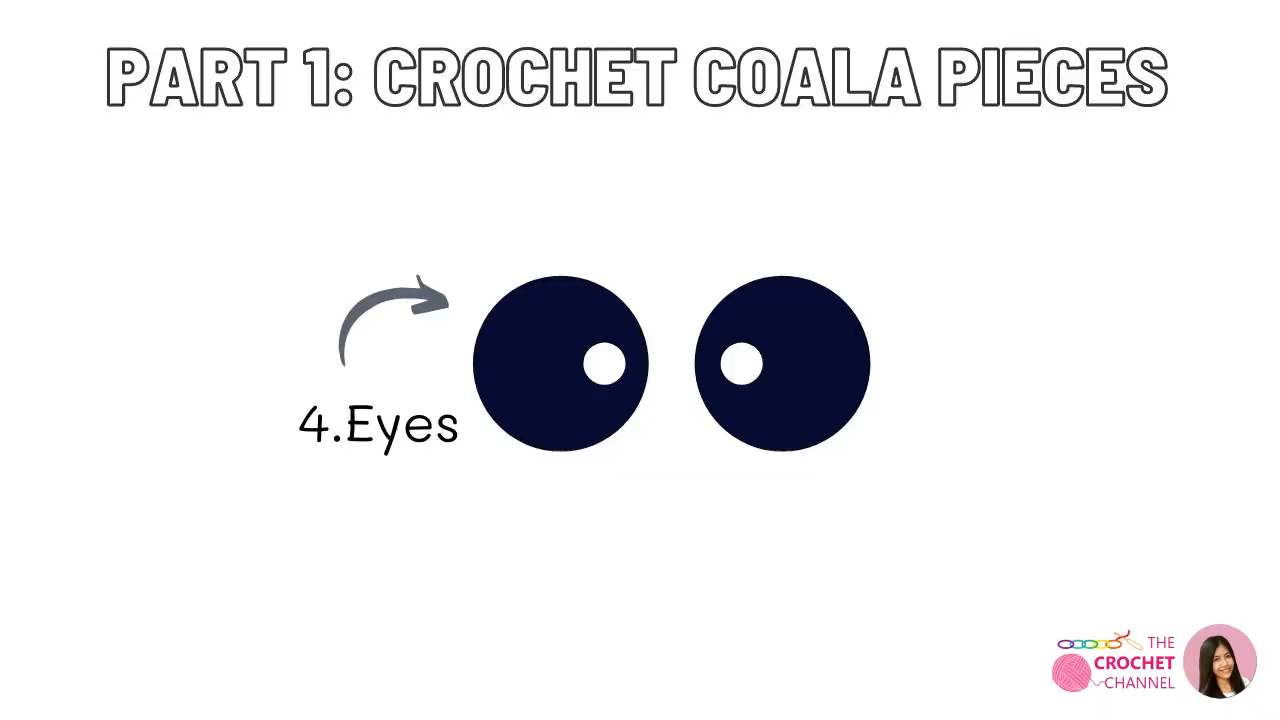 PART 1: CROCHET COALA PIECES
4.Eyes
THE
CROCHET
CHANNEL